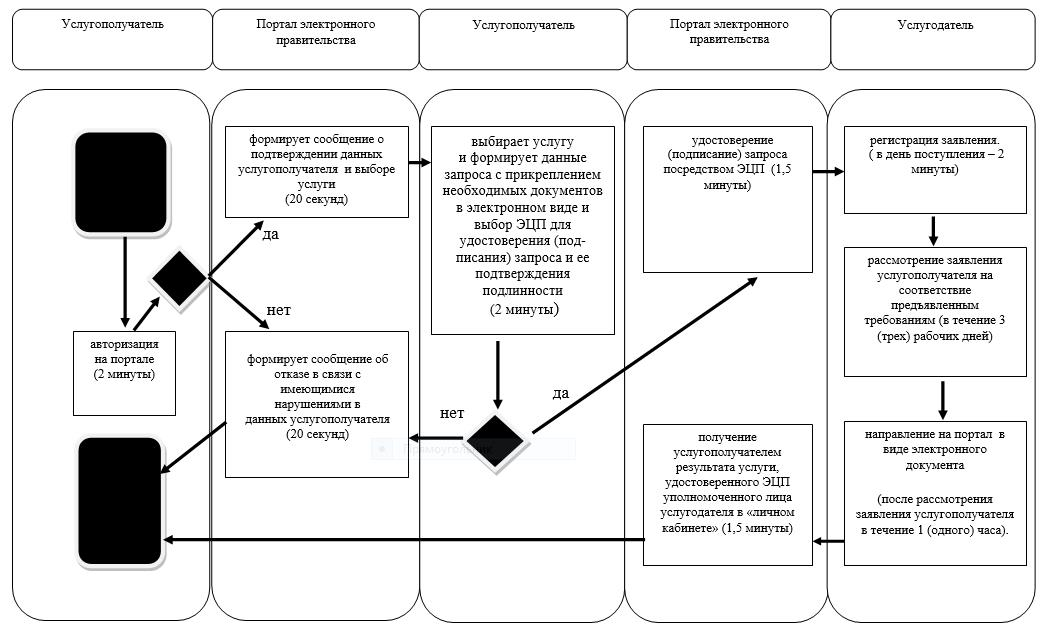 Услугополучатель
Портал электронного
правительства
Услугополучатель
Портал электронного
правительства
Услугодатель
формирует сообщение о
подтверждении данных
услугополучателя и выборе
услуги
(20 секунд)
да
нет
авторизация
на портале
(2 минуты)
формирует сообщение об
отказе в связи с
имеющимися
нарушениями в
данных услугополучателя
(20 секунд)
выбирает услугу
и формирует данные
запроса с прикреплением
необходимых документов
в электронном виде и
выбор ЭЦП для
удостоверения (под-
писания) запроса и ее
подтверждения
подлинности
(2 минуты)
нет
да
Прямоугольник
удостоверение
(подписание) запроса
посредством ЭЦП (1,5
минуты)
получение
услугополучателем
результата услуги,
удостоверенного ЭЦП
уполномоченного лица
услугодателя в «личном
кабинете» (1,5 минуты)
регистрация заявления.
( в день поступления – 2
минуты)
рассмотрение заявления
услугополучателя на
соответствие
предъявленным
требованиям (в течение 3
(трех) рабочих дней)
направление на портал в
виде электронного
документа
(после рассмотрения
заявления услугополучателя
в течение 1 (одного) часа).